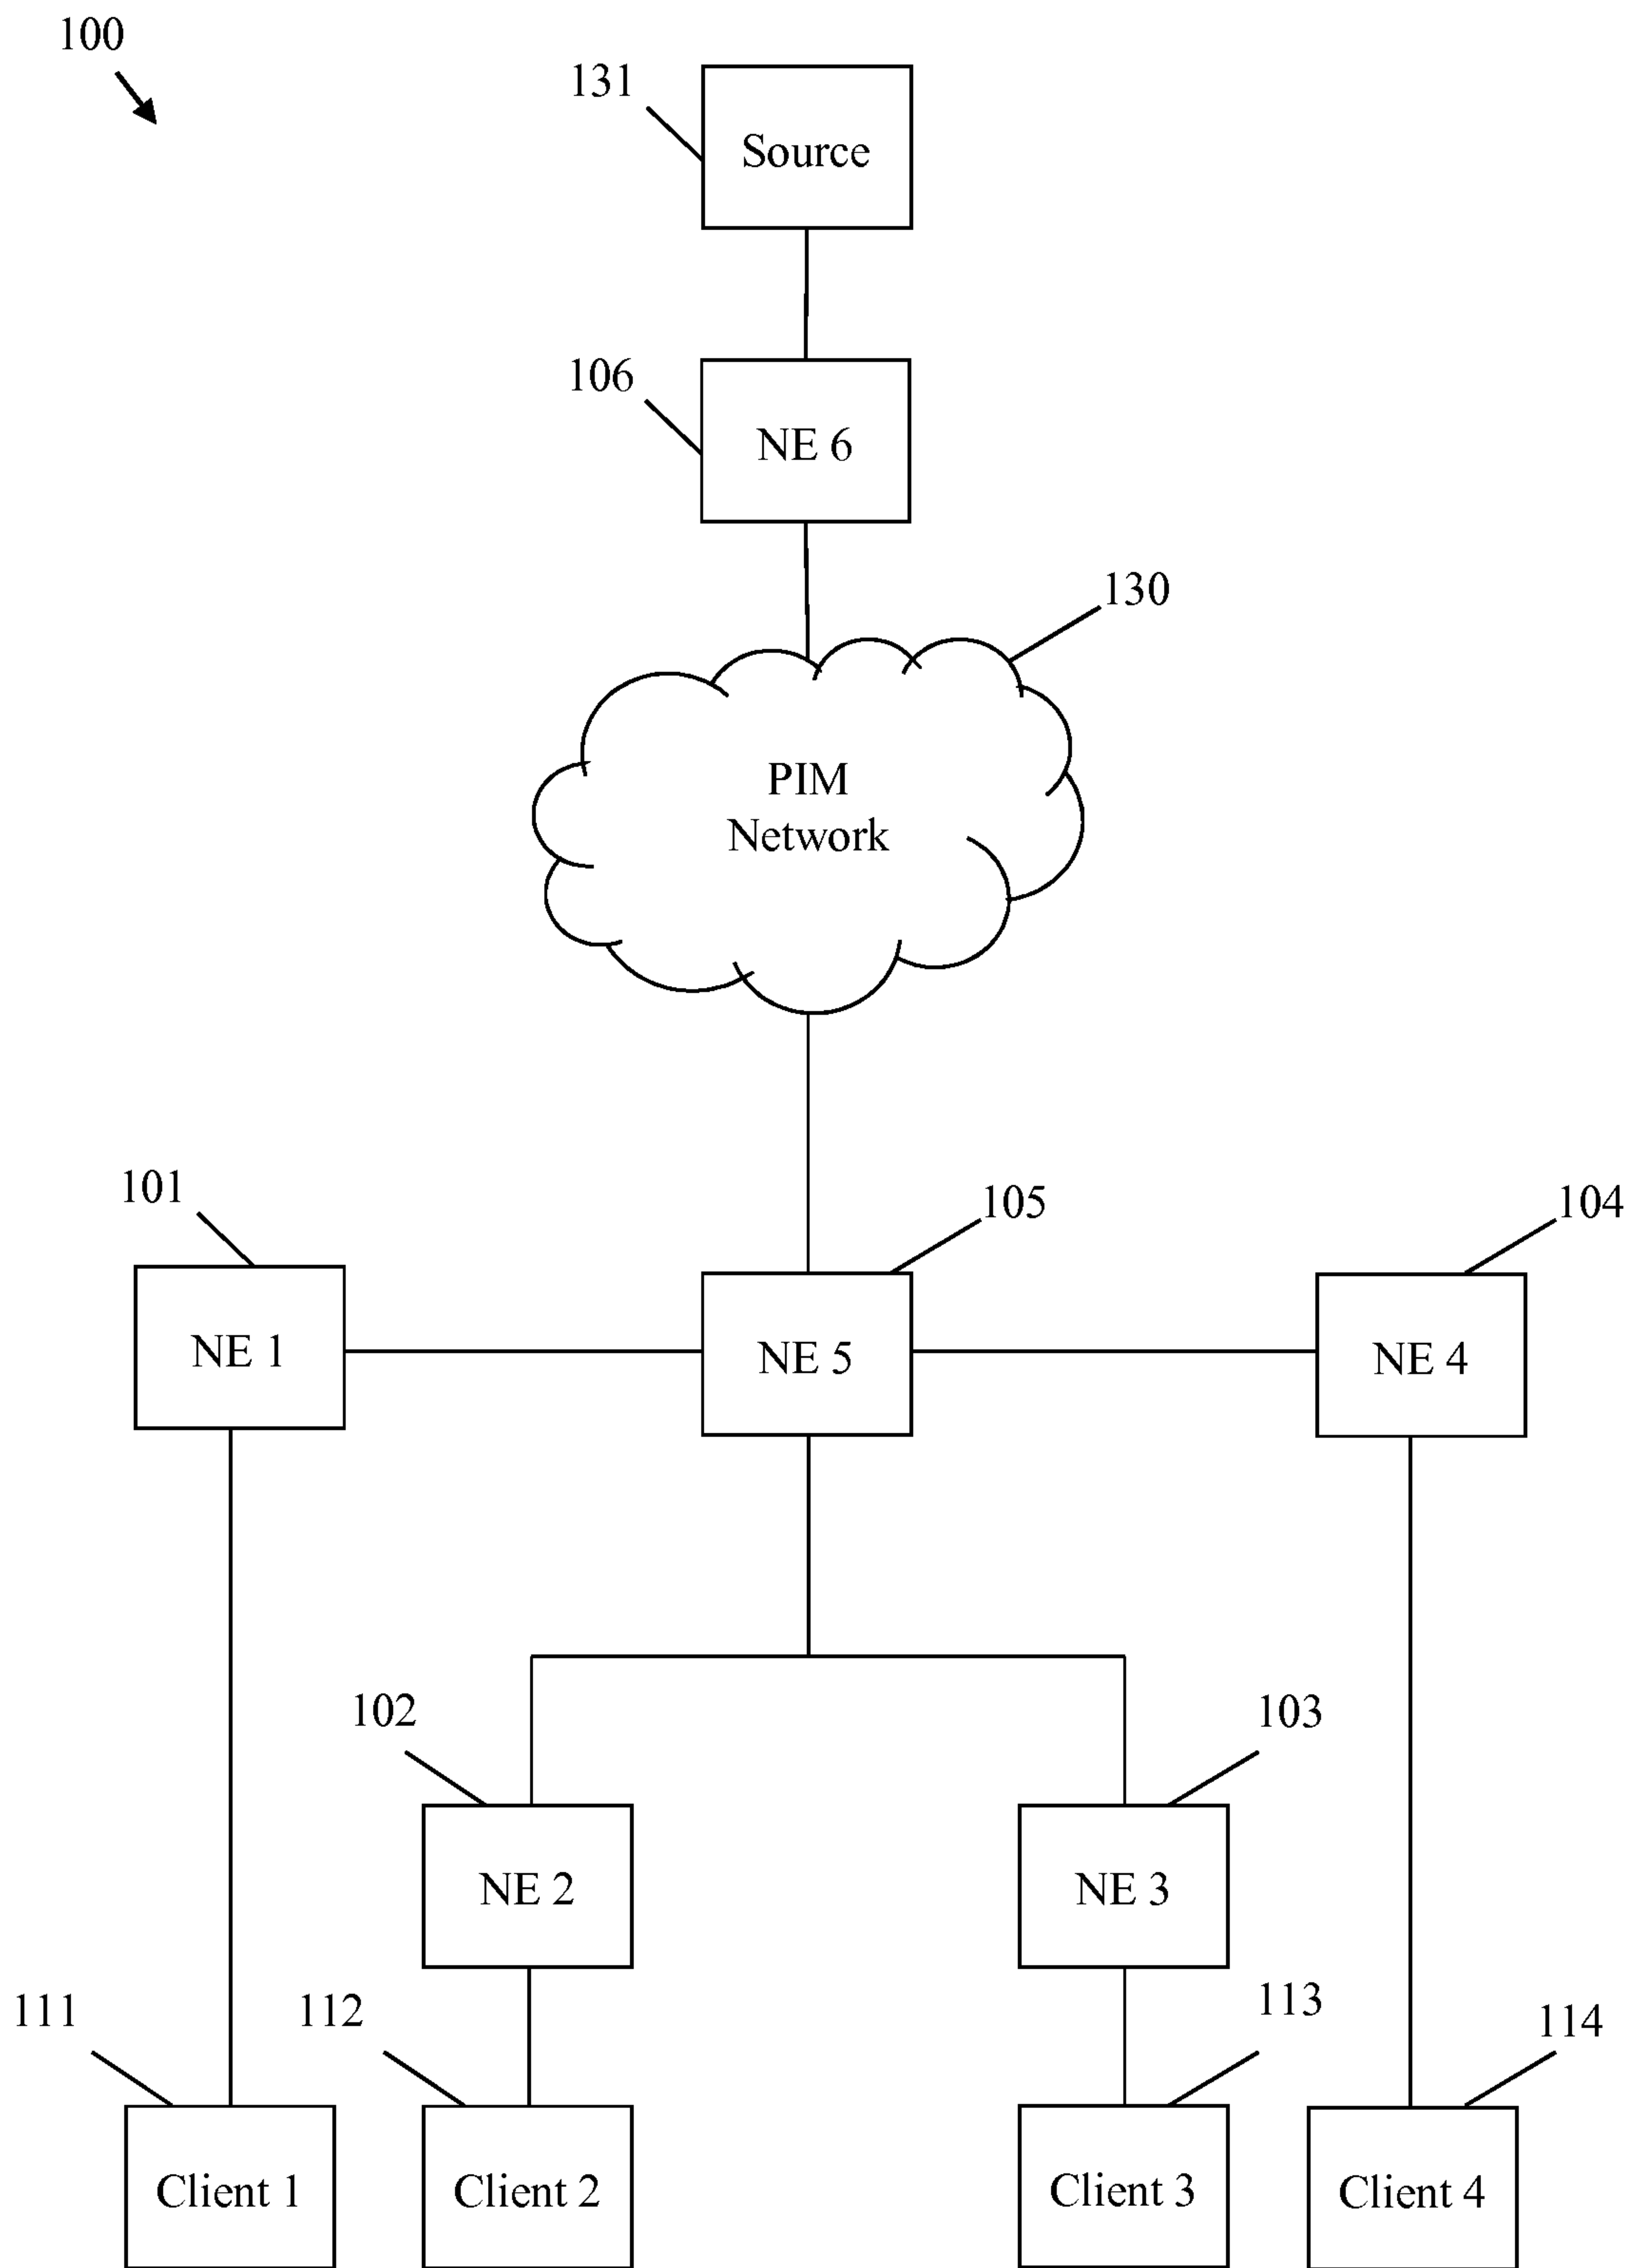 100
131
Source
106
NE 6
130
PIM
Network
101
105
104
NE 1
NE 5
NE 4
102
103
NE 2
NE 3
111
112
113
114
Client 1
Client 2
Client 3
Client 4